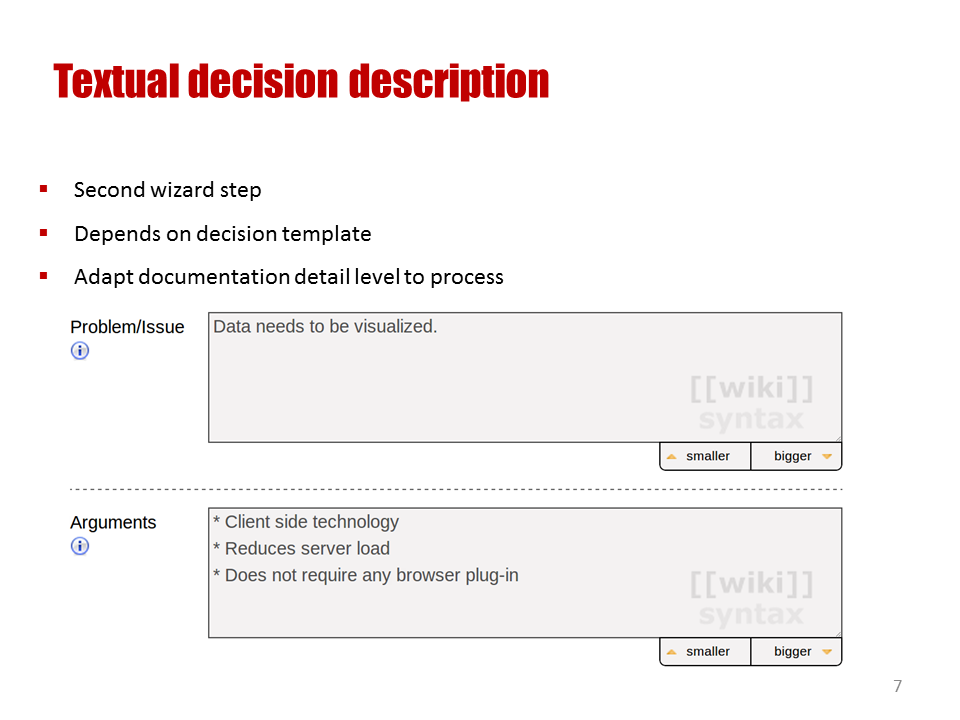 Textual decision description
Second wizard step
Depends on decision template
Adapt documentation detail level to process
Problem/Issue
Data needs to be visualized.
[[wiki]]
syntax
smaller bigger
Arguments
* Client side technology
* Reduces server load
* Does not require any browser plug-in
[[wiki]]
syntax
smaller bigger
7